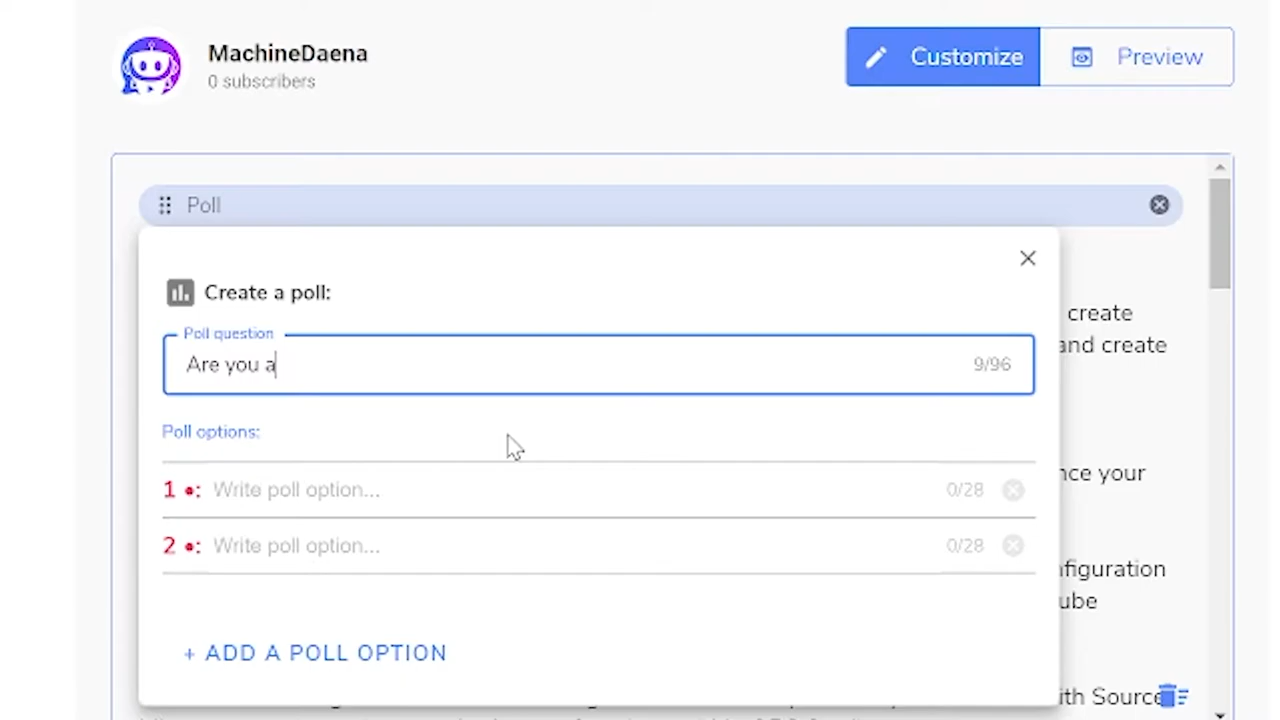 MachineDaena
0 subscribers
Customize
Preview
Poll
Create a poll:
Poll question
Are you a
9/96
Poll options:
1 •: Write poll option... 0/28
2 •: Write poll option... 0/28
+ ADD A POLL OPTION
create
and create
nce your
nfiguration
ube
ith Source